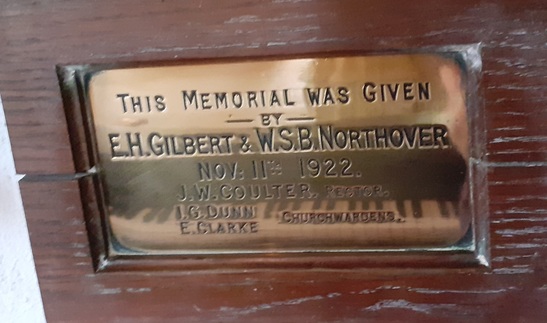 THIS MEMORIAL WAS GIVEN
BY
E.H. GILBERT & W.S.B. NORTHOVER
NOV: 11TH 1922.
J.W. COULTER. RECTOR.
I.G. DUNN
E. CLARKE CHURCHWARDENS.